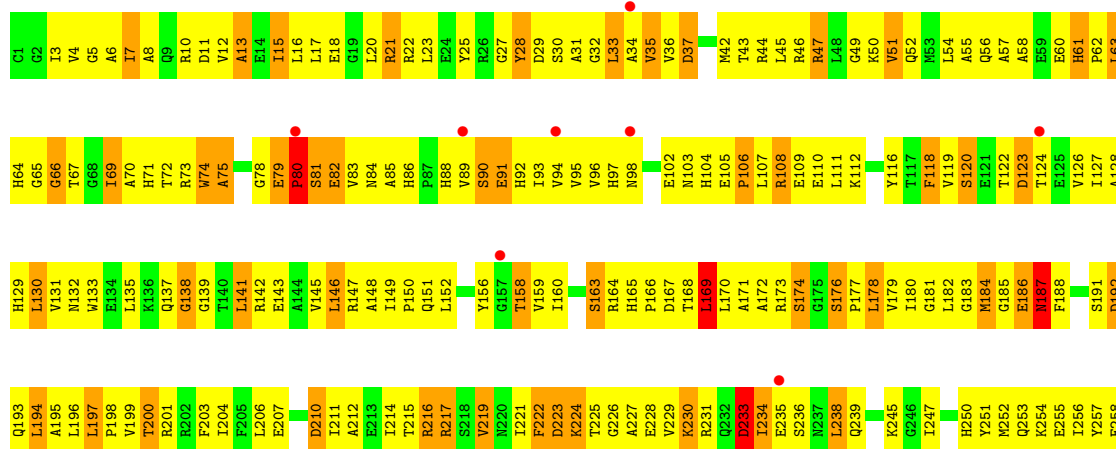 C1 G2 I3 V4 G5 A6 I7 A8 Q9 R10 D11 V12 A13 E14 I15 L16 L17 E18 G19 L20 R21 R22 L23 E24 Y25 R26 G27 Y28 D29 S30 A31 G32 L33 A34 V35 V36 D37 M42 T43 R44 L45 R46 R47 L48 G49 K50 V51 Q52 M53 L54 A55 Q56 A57 A58 E59 E60 H61 P62 L63
H64 G65 G66 T67 G68 I69 A70 H71 T72 R73 W74 A75 G78 E79 P80 S81 E82 V83 N84 A85 H86 P87 H88 V89 S90 E91 H92 I93 V94 V95 V96 H97 N98 E102 N103 H104 E105 P106 L107 R108 E109 E110 L111 K112 Y116 T117 F118 V119 S120 E121 T122 D123 T124 E125 V126 I127 A128
H129 L130 V131 N132 W133 E134 L135 K136 Q137 G138 G139 T140 L141 R142 E143 A144 V145 L146 R147 A148 I149 P150 Q151 L152 Y156 G157 T158 V159 I160 S163 R164 H165 P166 D167 T168 L169 L170 A171 A172 R173 S174 G175 S176 P177 L178 V179 I180 G181 L182 G183 M184 G185 E186 N187 F188 S191 D192
Q193 L194 A195 L196 L197 P198 V199 T200 R201 R202 F203 I204 F205 L206 E207 D210 I211 A212 E213 I214 T215 R216 R217 S218 V219 N220 L221 F222 D223 K224 T225 G226 A227 E228 V229 K230 R231 Q232 D233 I234 E235 S236 N237 L238 Q239 K245 G246 I247 H250 Y251 M252 Q253 K254 E255 I256 Y257 E258